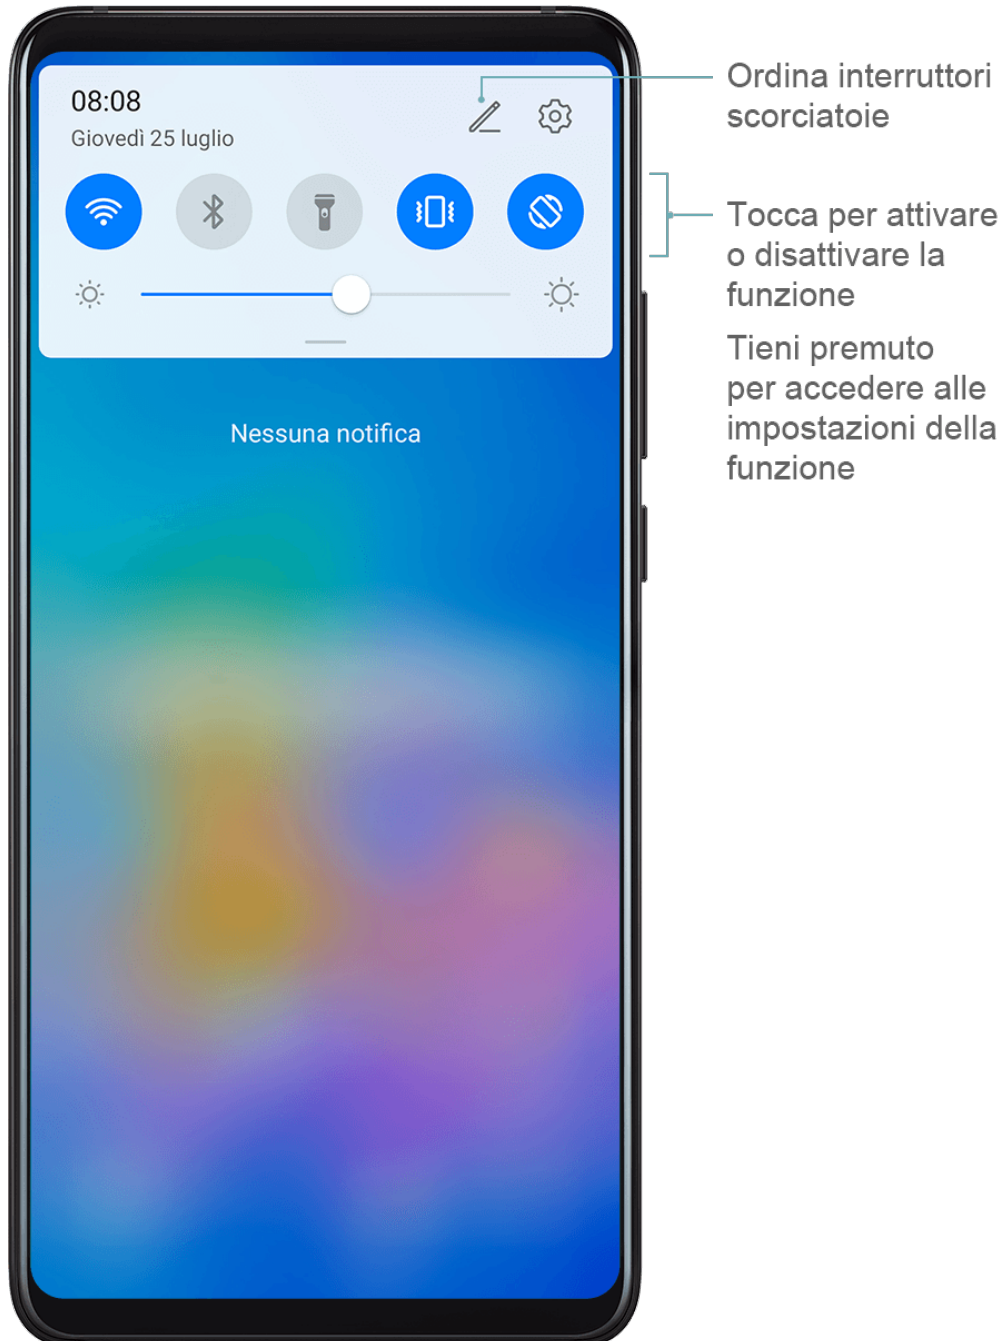 08:08
Giovedì 25 luglio
Nessuna notifica
Ordina interruttori
scorciatoie
Tocca per attivare
o disattivare la
funzione
Tieni premuto
per accedere alle
impostazioni della
funzione